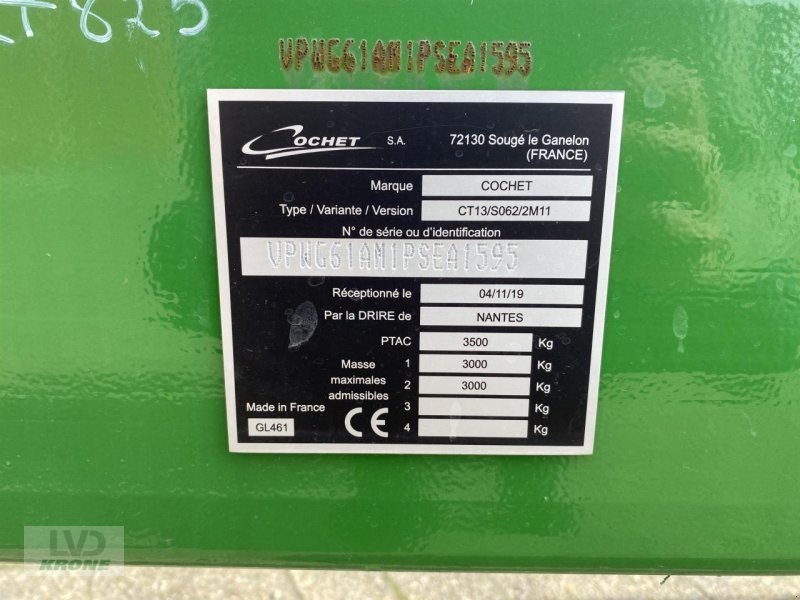 CT825
VPWG61AM1PSEA1595
COCHET S.A. 72130 Sougé le Ganelon
(FRANCE)
Marque COCHET
Type / Variante / Version CT13/S062/2M11
N° de série ou d'identification
VPWG61AM1PSEA1595
Réceptionné le 04/11/19
Par la DRIRE de NANTES
PTAC 3500 Kg
Masse maximales admissibles
1 3000 Kg
2 3000 Kg
3 Kg
4 Kg
Made in France
GL461
CE
LVD
KRONE